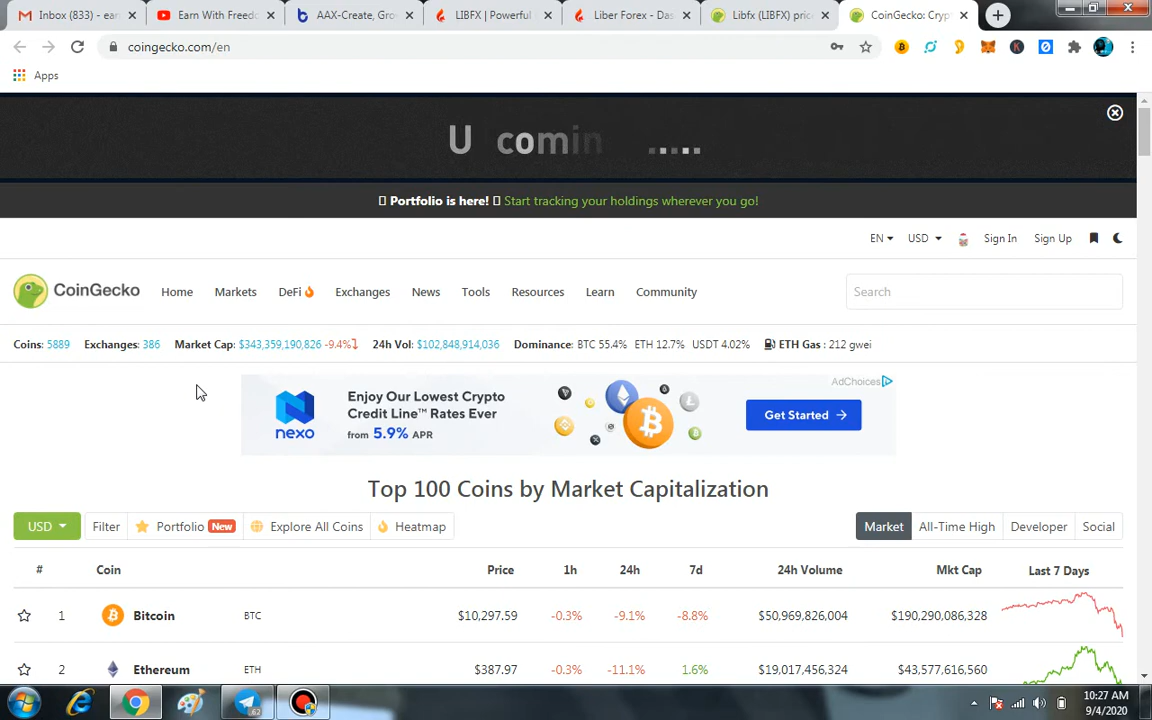 Inbox (833) - ear
Earn With Freedo
AAX-Create, Gro
LIBFX | Powerful
Liber Forex - Das
Libfx (LIBFX) pric
CoinGecko: Cryp
coingecko.com/en
Apps
U comin .....
Portfolio is here! Start tracking your holdings wherever you go!
EN USD Sign In Sign Up
CoinGecko Home Markets DeFi Exchanges News Tools Resources Learn Community Search
Coins: 5889 Exchanges: 386 Market Cap: $343,359,190,826 -9.4% 24h Vol: $102,848,914,036 Dominance: BTC 55.4% ETH 12.7% USDT 4.02% ETH Gas : 212 gwei
AdChoices
nexo
Enjoy Our Lowest Crypto
Credit Line™ Rates Ever
from 5.9% APR
Get Started
Top 100 Coins by Market Capitalization
USD Filter Portfolio New Explore All Coins Heatmap Market All-Time High Developer Social
# Coin Price 1h 24h 7d 24h Volume Mkt Cap Last 7 Days
1 Bitcoin BTC $10,297.59 -0.3% -9.1% -8.8% $50,969,826,004 $190,290,086,328
2 Ethereum ETH $387.97 -0.3% -11.1% 1.6% $19,017,456,324 $43,577,616,560
62
10:27 AM
9/4/2020